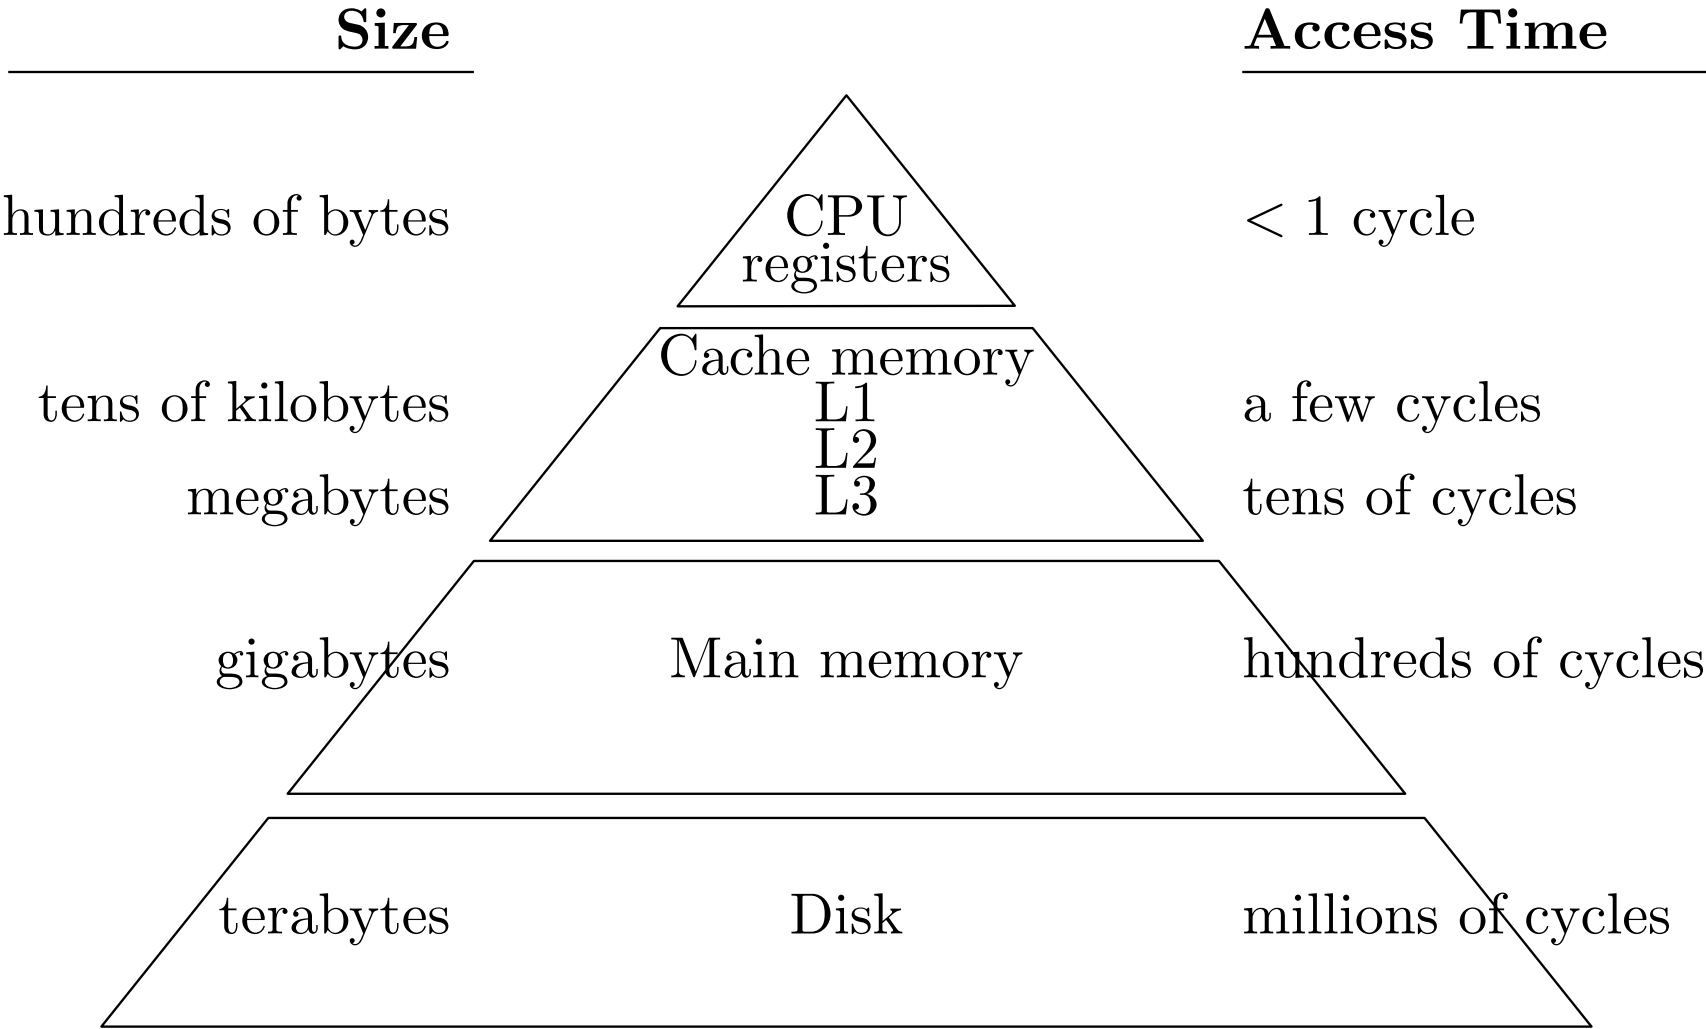 Size
Access Time
hundreds of bytes
CPU
registers
< 1 cycle
Cache memory
tens of kilobytes
L1
a few cycles
L2
megabytes
L3
tens of cycles
gigabytes
Main memory
hundreds of cycles
terabytes
Disk
millions of cycles